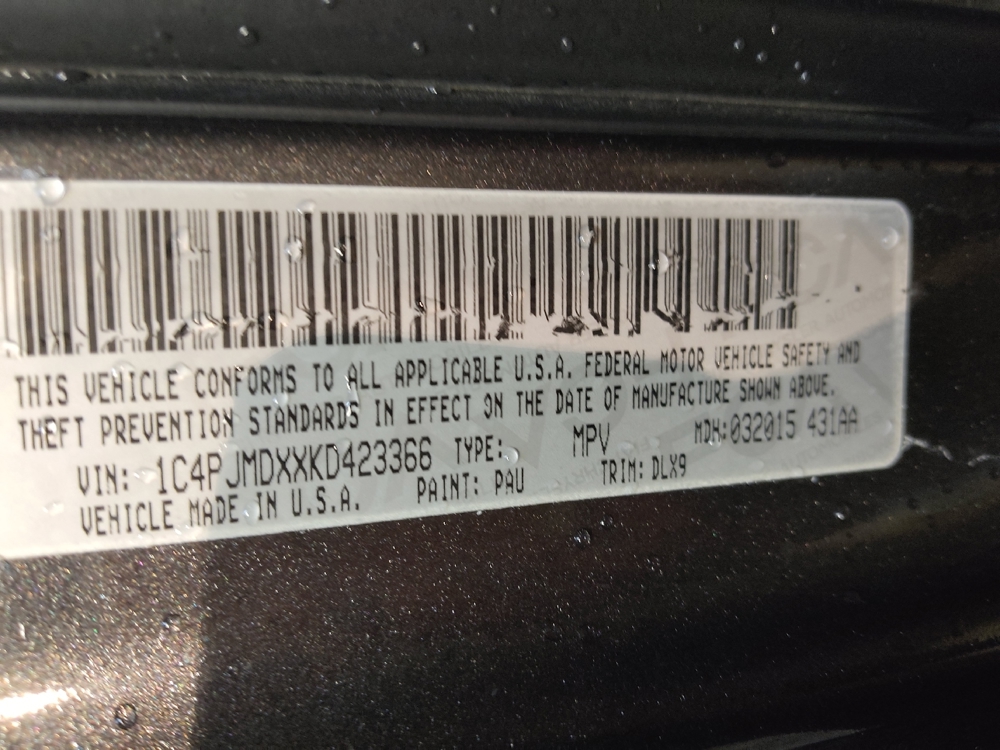 THIS VEHICLE CONFORMS TO ALL APPLICABLE U.S.A. FEDERAL MOTOR VEHICLE SAFETY AND
THEFT PREVENTION STANDARDS IN EFFECT ON THE DATE OF MANUFACTURE SHOWN ABOVE.
VIN: 1C4PJMDXXKD423366 TYPE: MPV MDH:032015 431AA
VEHICLE MADE IN U.S.A. PAINT: PAU TRIM: DLX9